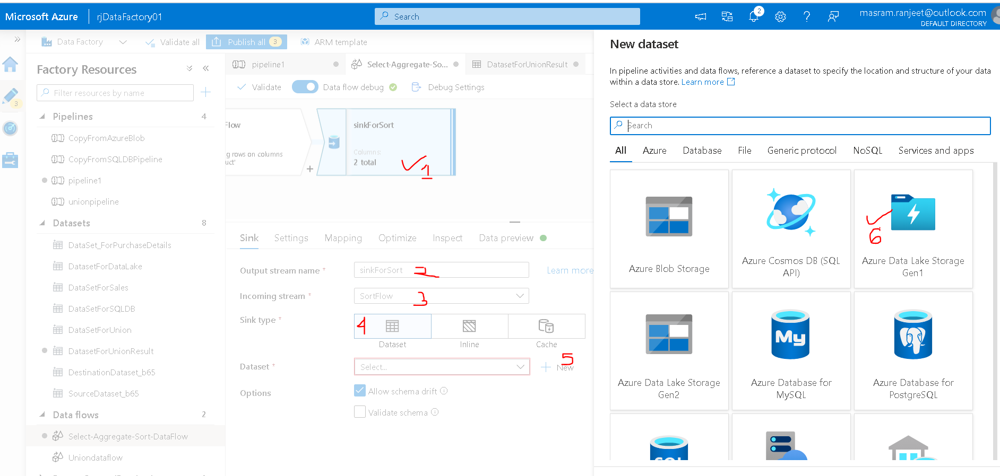 Microsoft Azure
rjDataFactory01
Search
2
masram.ranjeet@outlook.com
DEFAULT DIRECTORY
Data Factory
Validate all
Publish all 3
ARM template
3
Factory Resources
Filter resources by name
Pipelines 4
CopyFromAzureBlob
CopyFromSQLDBPipeline
pipeline1
unionpipeline
Datasets 8
DataSet_ForPurchaseDetails
DatasetForDataLake
DataSetForSales
DataSetForSQLDB
DataSetForUnion
DatasetForUnionResult
DestinationDataset_b65
SourceDataset_b65
Data flows 2
Select-Aggregate-Sort-DataFlow
Uniondataflow
pipeline1
Select-Aggregate-So...
DatasetForUnionResult
Validate
Data flow debug
Debug Settings
Flow
g rows on columns
uct'
+
sinkForSort
Columns:
2 total
1
Sink Settings Mapping Optimize Inspect Data preview
Output stream name * sinkForSort 2 Learn more
Incoming stream * SortFlow 3
Sink type * 4
Dataset Inline Cache
Dataset * Select... + New 5
Options
Allow schema drift
Validate schema
New dataset
In pipeline activities and data flows, reference a dataset to specify the location and structure of your data
within a data store. Learn more
Select a data store
Search
All Azure Database File Generic protocol NoSQL Services and apps
Azure Blob Storage
Azure Cosmos DB (SQL
API)
6
Azure Data Lake Storage
Gen1
Azure Data Lake Storage
Gen2
My
Azure Database for
MySQL
Azure Database for
PostgreSQL
SQL